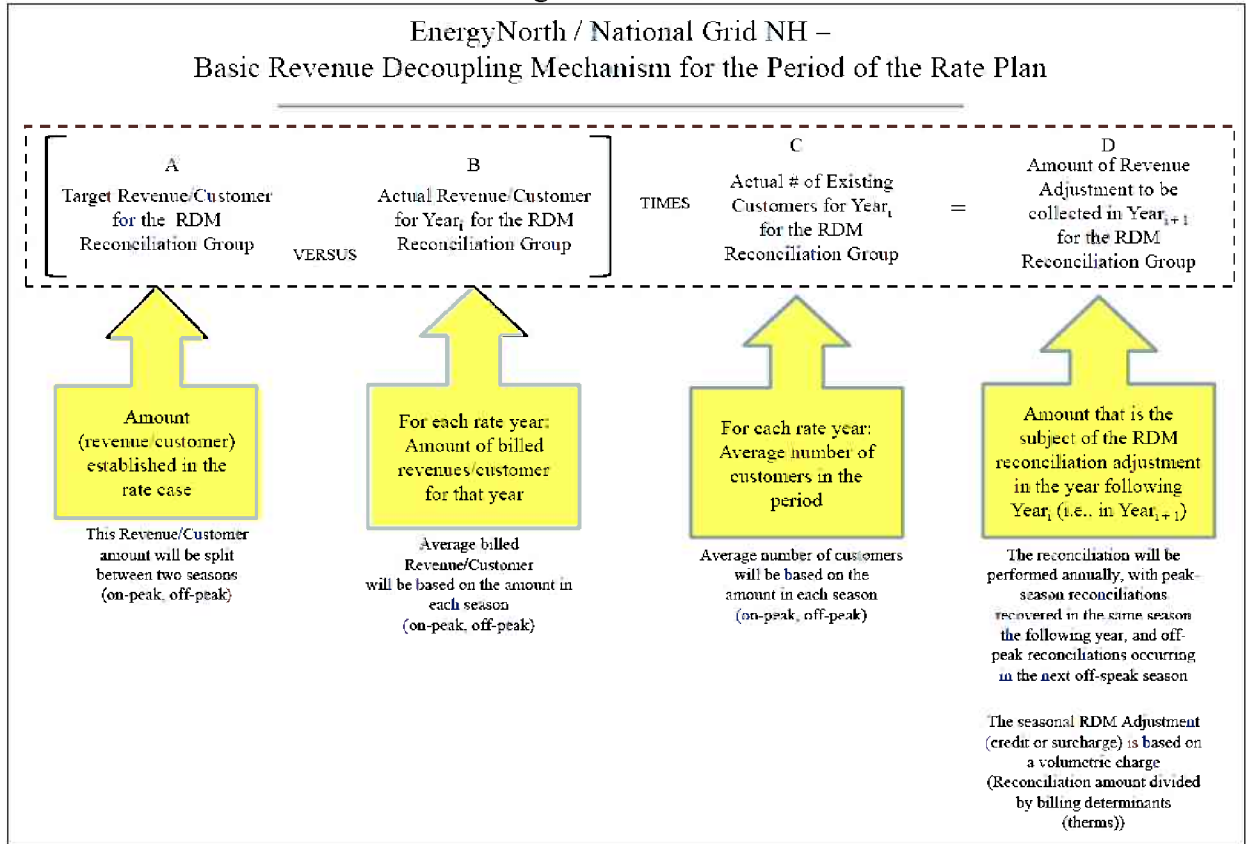 EnergyNorth / National Grid NH –
Basic Revenue Decoupling Mechanism for the Period of the Rate Plan
A
Target Revenue/Customer
for the RDM
Reconciliation Group
VERSUS
B
Actual Revenue/Customer
for Yearᵢ for the RDM
Reconciliation Group
TIMES
C
Actual # of Existing
Customers for Yearᵢ
for the RDM
Reconciliation Group
=
D
Amount of Revenue
Adjustment to be
collected in Yearᵢ₊₁
for the RDM
Reconciliation Group
Amount
(revenue/customer)
established in the
rate case
This Revenue/Customer
amount will be split
between two seasons
(on-peak, off-peak)
For each rate year:
Amount of billed
revenues/customer
for that year
Average billed
Revenue/Customer
will be based on the amount in
each season
(on-peak, off-peak)
For each rate year:
Average number of
customers in the
period
Average number of customers
will be based on the
amount in each season
(on-peak, off-peak)
Amount that is the
subject of the RDM
reconciliation adjustment
in the year following
Yearᵢ (i.e.. in Yearᵢ₊₁)
The reconciliation will be
performed annually, with peak-
season reconciliations
recovered in the same season
the following year, and off-
peak reconciliations occurring
in the next off-speak season
The seasonal RDM Adjustment
(credit or surcharge) is based on
a volumetric charge
(Reconciliation amount divided
by billing determinants
(therms))